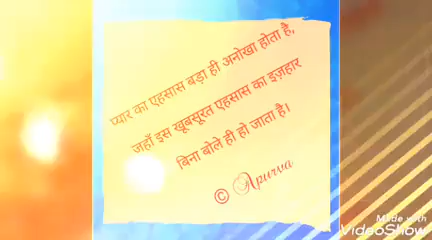 प्यार का एहसास बड़ा ही अनोखा होता है,
जहाँ इस खूबसूरत एहसास का इज़हार
बिना बोले ही हो जाता है।
© Apurva
Made with
VideoShow